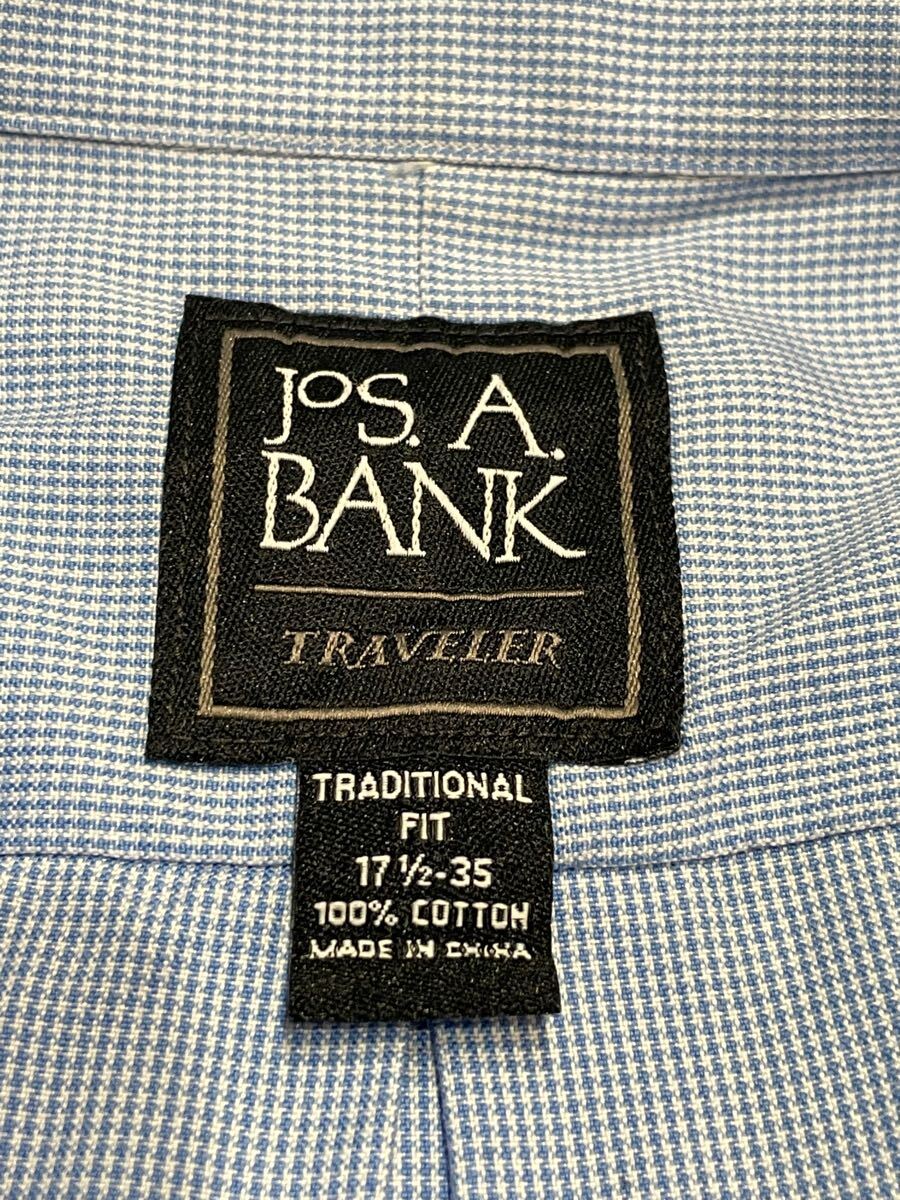 JOS. A.
BANK
TRAVELER
TRADITIONAL
FIT
17 ½-35
100% COTTON
MADE IN CHINA